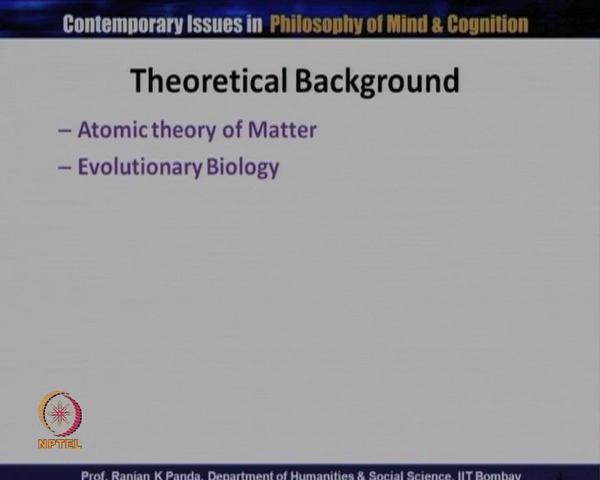 Contemporary Issues in Philosophy of Mind & Cognition
Theoretical Background
– Atomic theory of Matter
– Evolutionary Biology
NPTEL
Prof. Ranjan K Panda, Department of Humanities & Social Science, IIT Bombay